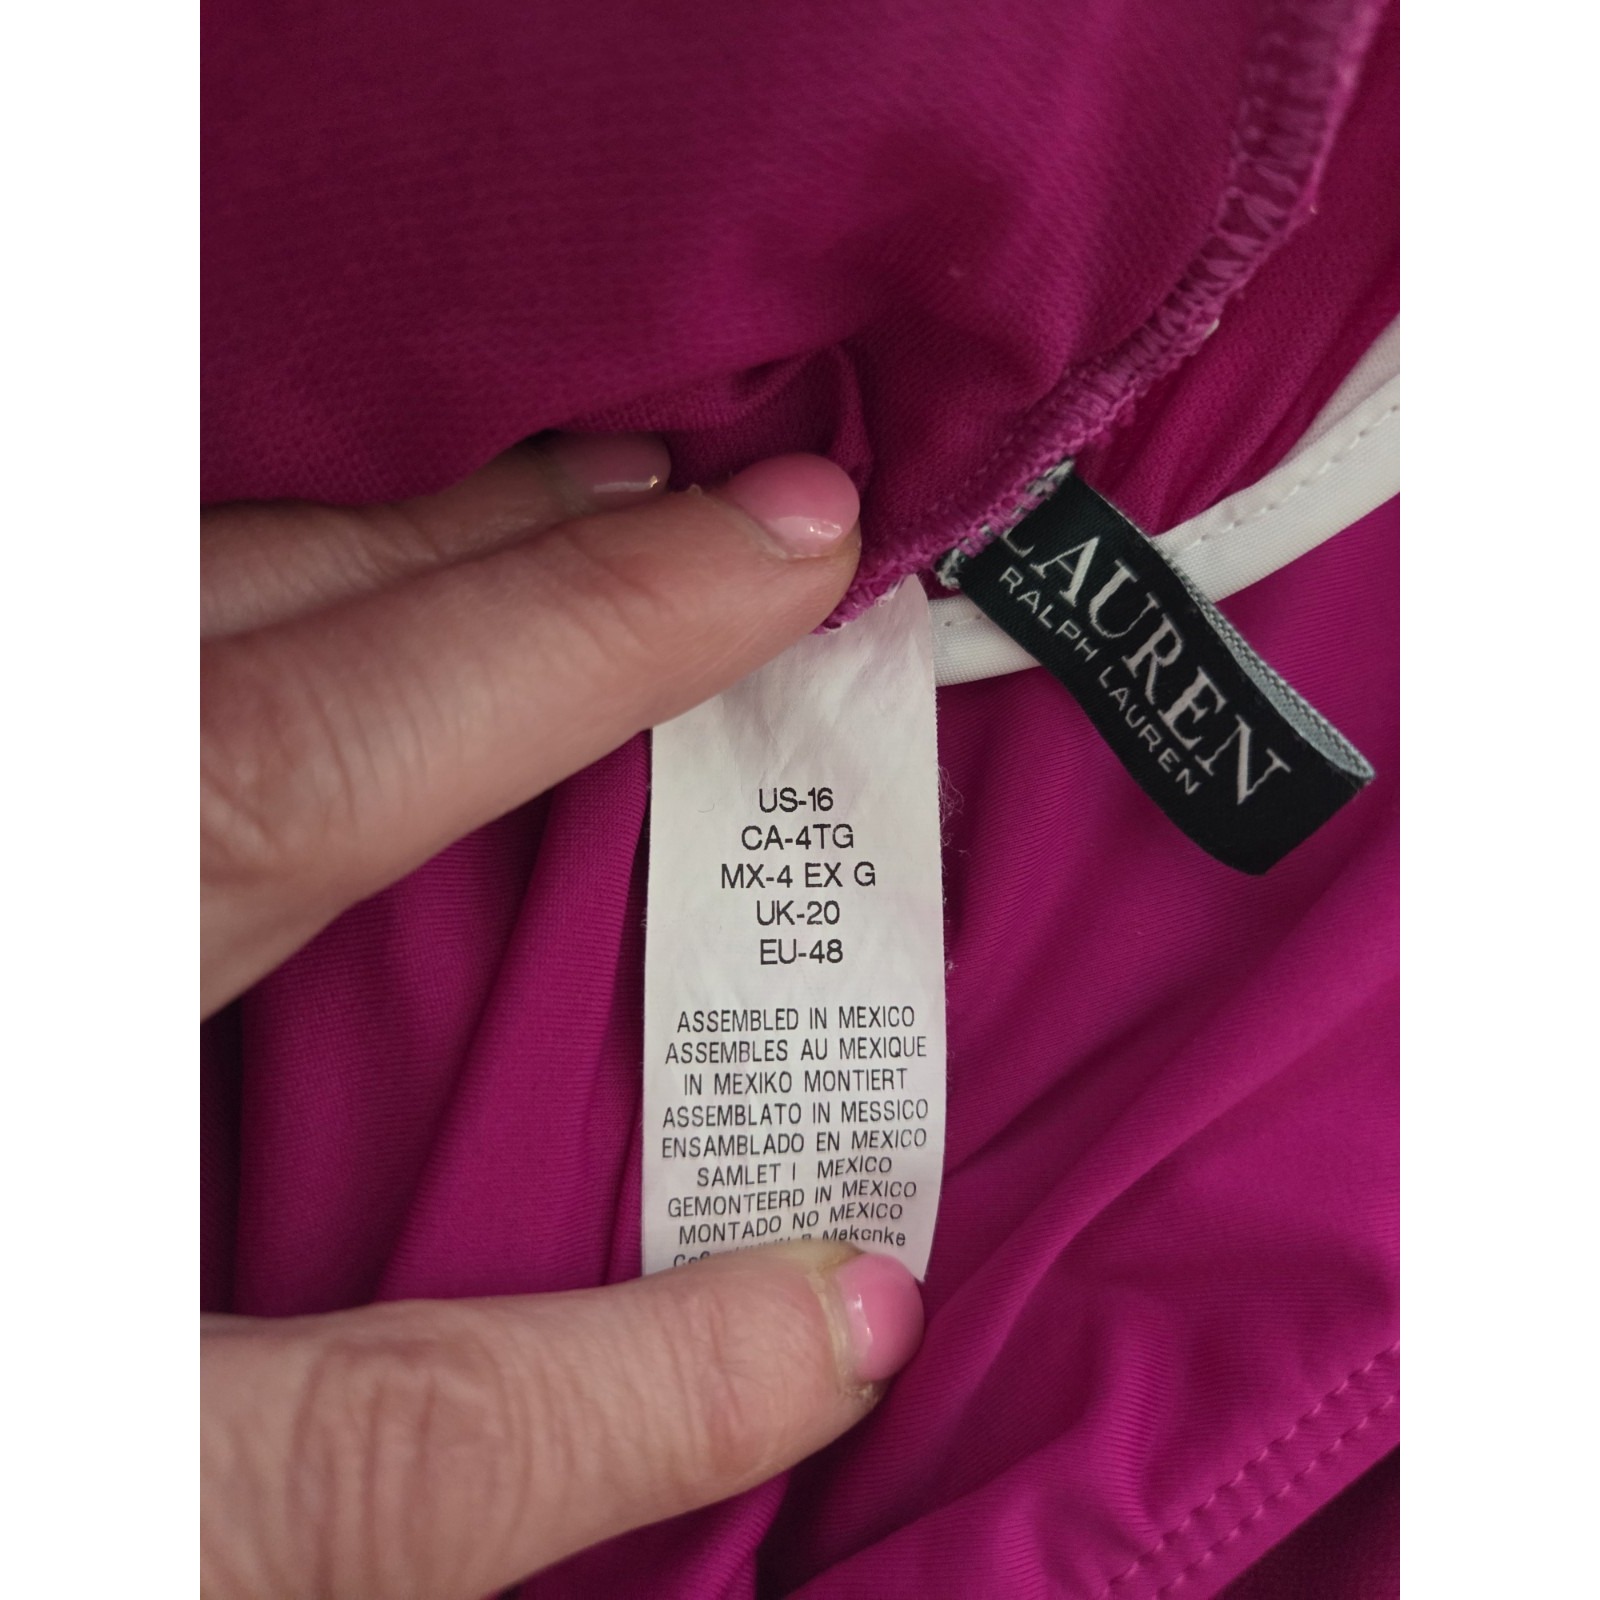 LAUREN
RALPH LAUREN
US-16
CA-4TG
MX-4 EX G
UK-20
EU-48
ASSEMBLED IN MEXICO
ASSEMBLES AU MEXIQUE
IN MEXIKO MONTIERT
ASSEMBLATO IN MESSICO
ENSAMBLADO EN MEXICO
SAMLET I MEXICO
GEMONTEERD IN MEXICO
MONTADO NO MEXICO